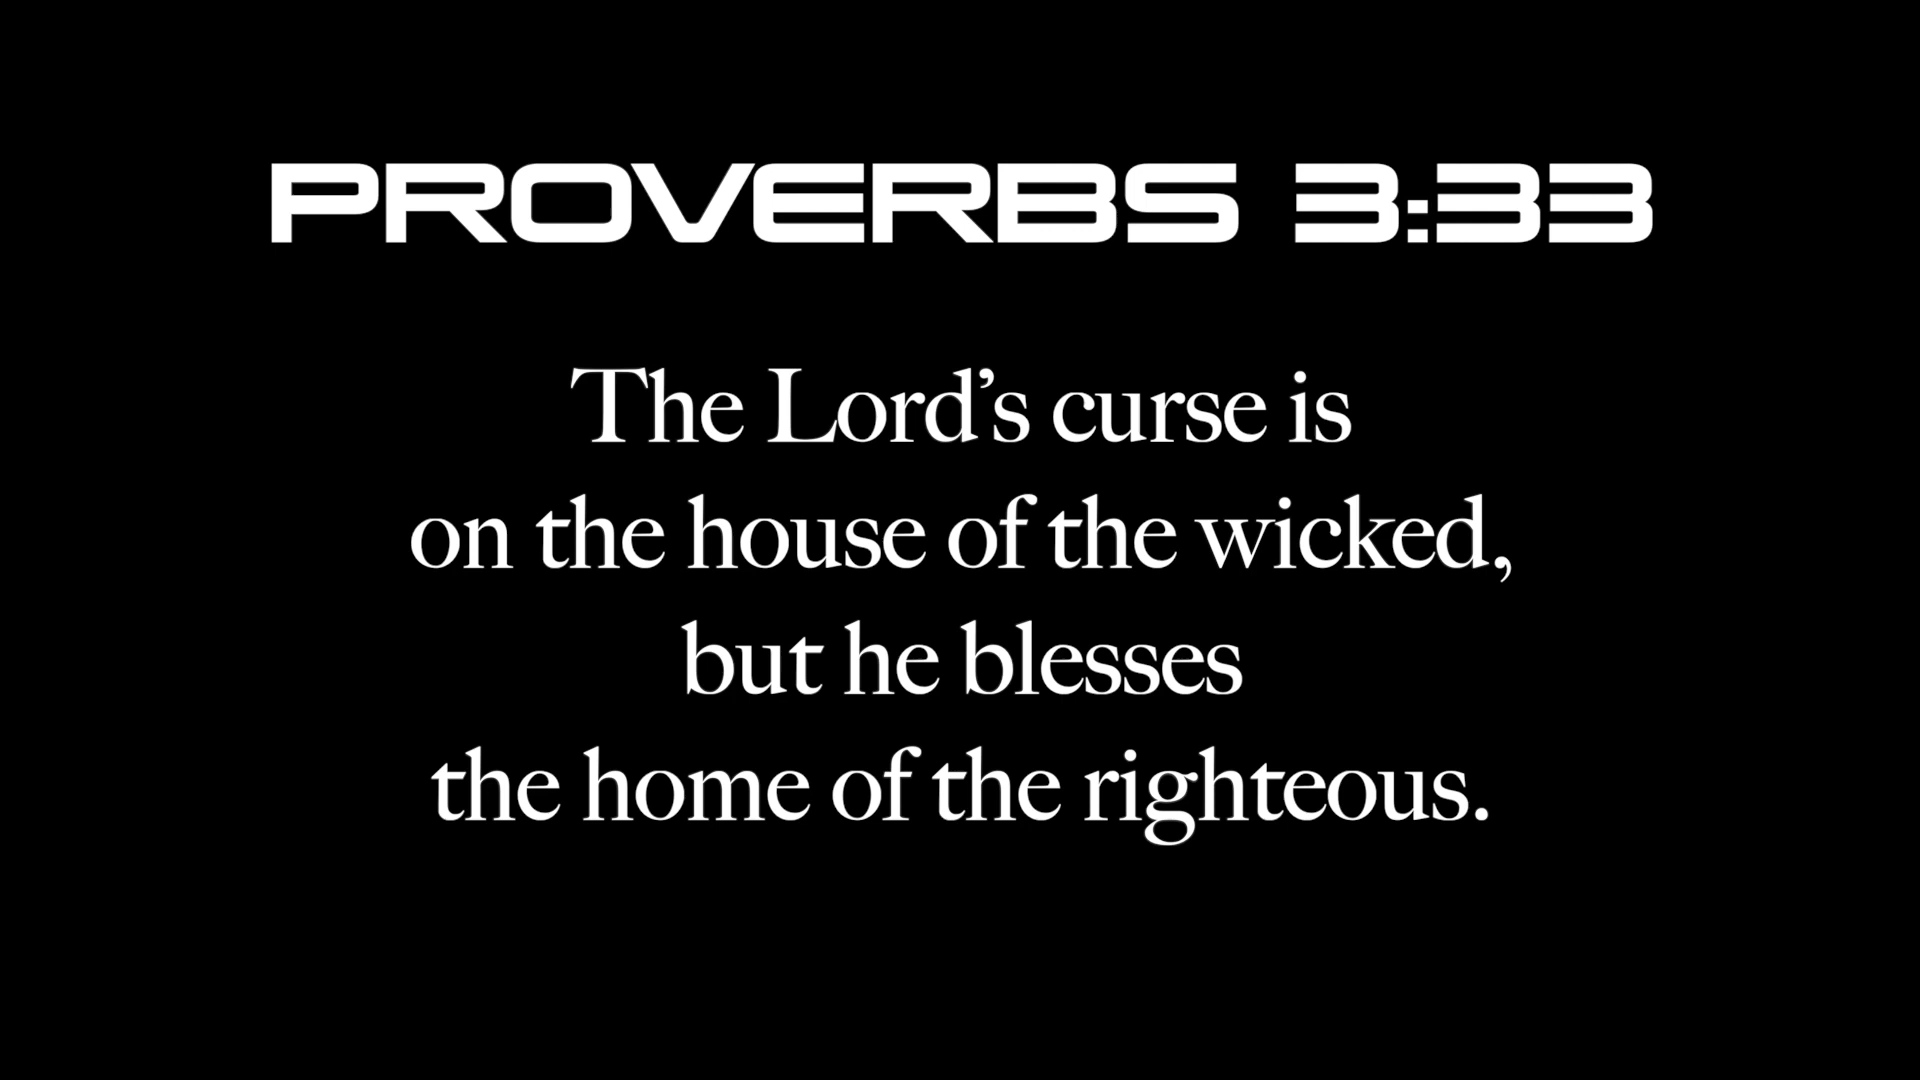 PROVERBS 3:33
The Lord’s curse is
on the house of the wicked,
but he blesses
the home of the righteous.